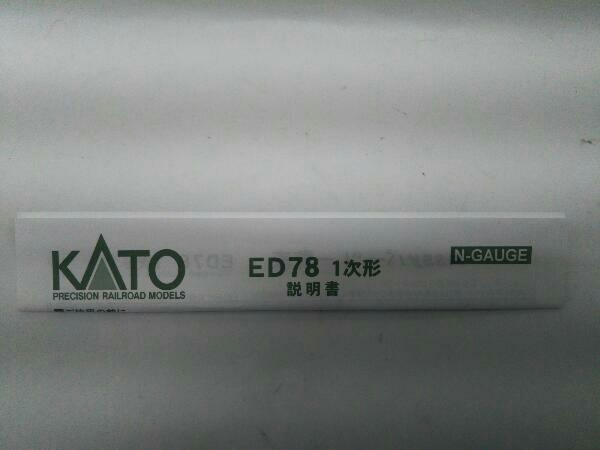 KATO
PRECISION RAILROAD MODELS
ED78 1次形
説明書
N-GAUGE